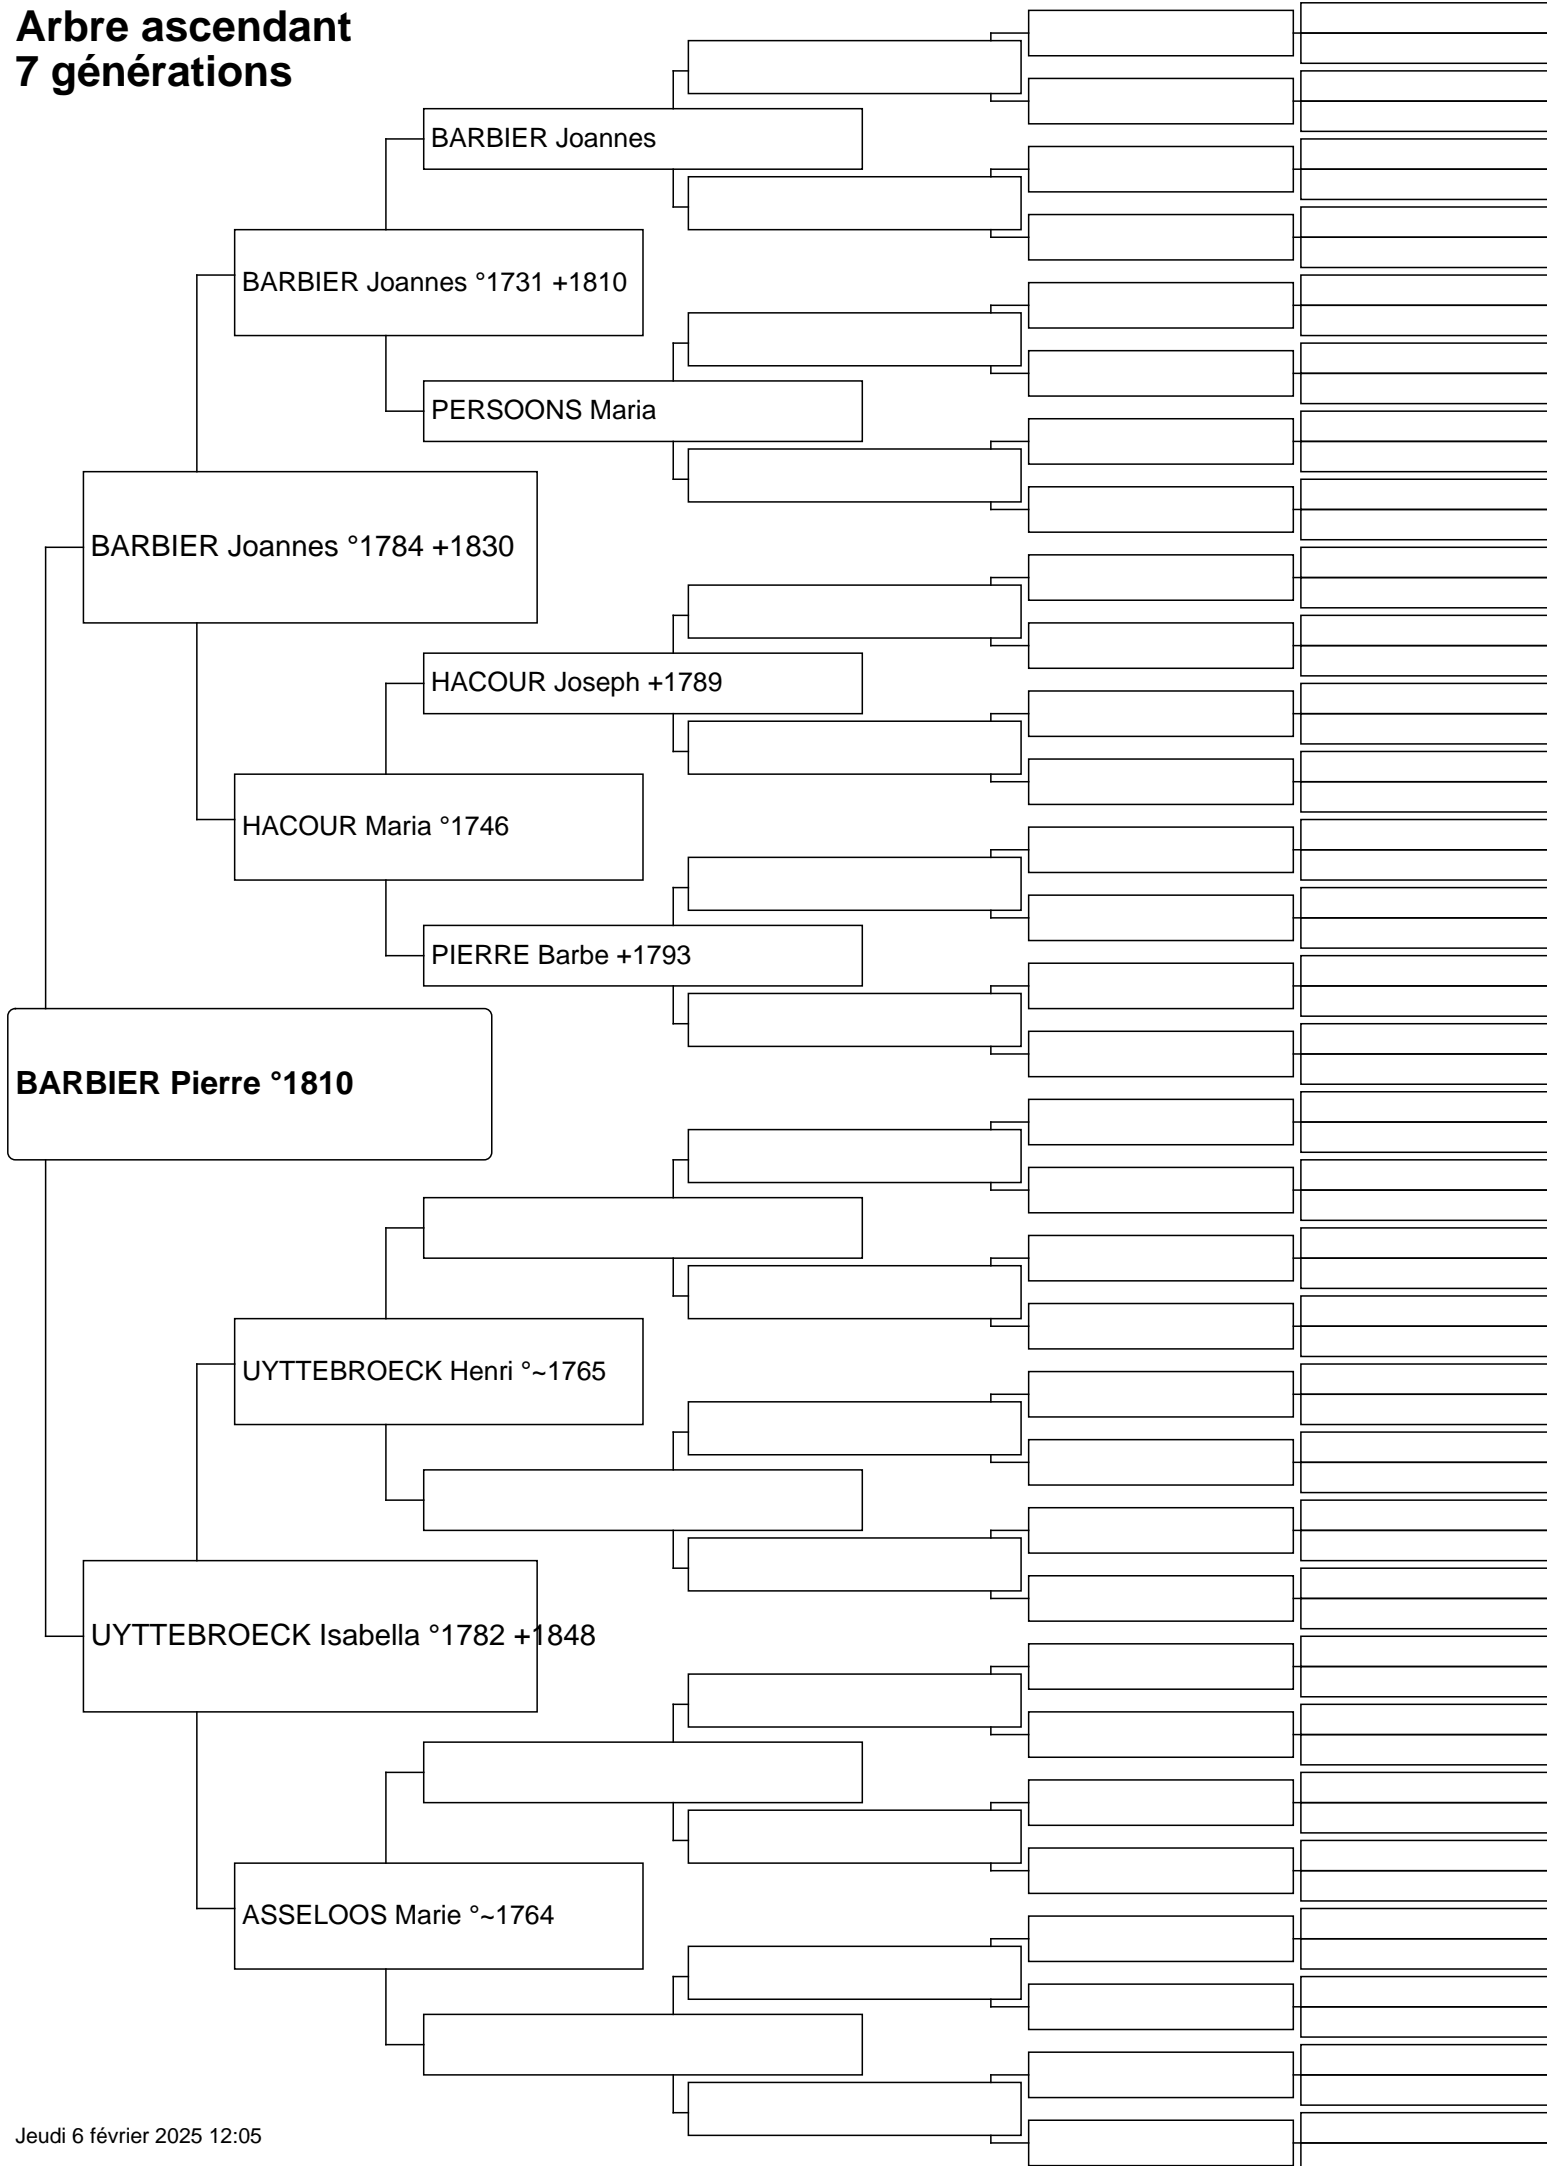 Arbre ascendant
7 générations
BARBIER Joannes
BARBIER Joannes °1731 +1810
PERSOONS Maria
BARBIER Joannes °1784 +1830
HACOUR Joseph +1789
HACOUR Maria °1746
PIERRE Barbe +1793
BARBIER Pierre °1810
UYTTEBROECK Henri °~1765
UYTTEBROECK Isabella °1782 +1848
ASSELOOS Marie °~1764
Jeudi 6 février 2025 12:05